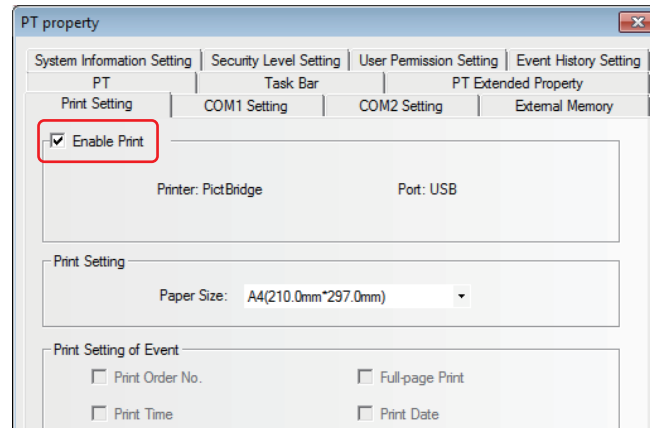 PT property
System Information Setting Security Level Setting User Permission Setting Event History Setting
PT Task Bar PT Extended Property
Print Setting COM1 Setting COM2 Setting External Memory
Enable Print
Printer: PictBridge Port: USB
Print Setting
Paper Size: A4(210.0mm*297.0mm)
Print Setting of Event
Print Order No. Full-page Print
Print Time Print Date